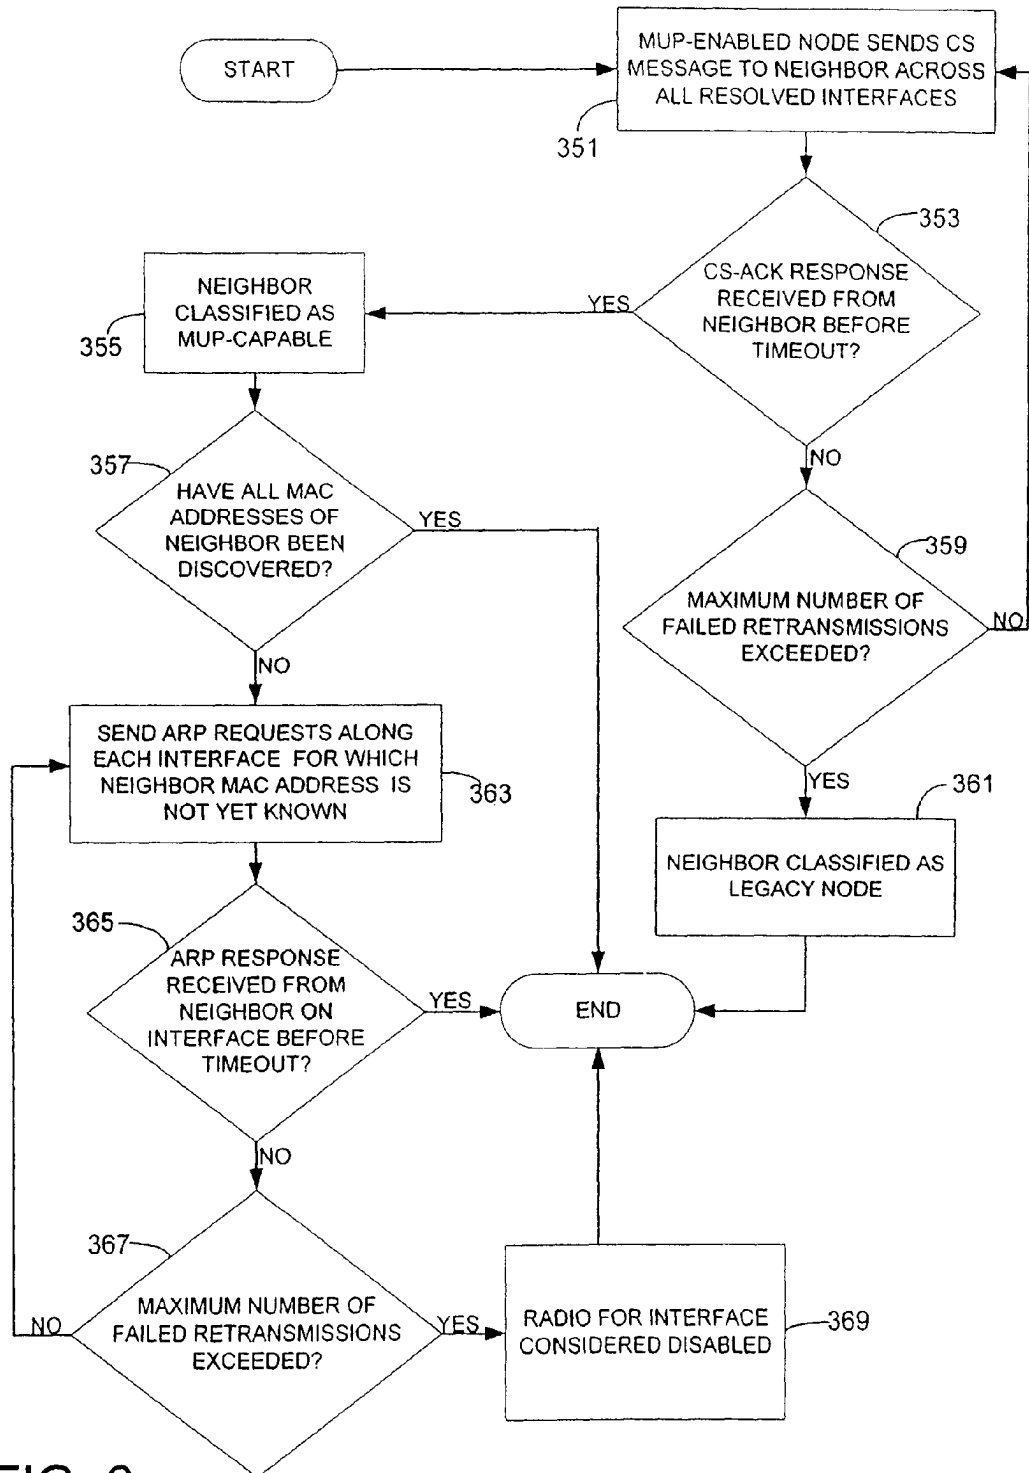 START
MUP-ENABLED NODE SENDS CS
MESSAGE TO NEIGHBOR ACROSS
ALL RESOLVED INTERFACES
351
353
CS-ACK RESPONSE
RECEIVED FROM
NEIGHBOR BEFORE
TIMEOUT?
YES
NEIGHBOR
CLASSIFIED AS
MUP-CAPABLE
355
NO
357
HAVE ALL MAC
ADDRESSES OF
NEIGHBOR BEEN
DISCOVERED?
YES
359
MAXIMUM NUMBER OF
FAILED RETRANSMISSIONS
EXCEEDED?
NO
NO
SEND ARP REQUESTS ALONG
EACH INTERFACE FOR WHICH
NEIGHBOR MAC ADDRESS IS
NOT YET KNOWN
363
YES
361
NEIGHBOR CLASSIFIED AS
LEGACY NODE
365
ARP RESPONSE
RECEIVED FROM
NEIGHBOR ON
INTERFACE BEFORE
TIMEOUT?
YES
END
NO
367
MAXIMUM NUMBER OF
FAILED RETRANSMISSIONS
EXCEEDED?
NO
YES
RADIO FOR INTERFACE
CONSIDERED DISABLED
369